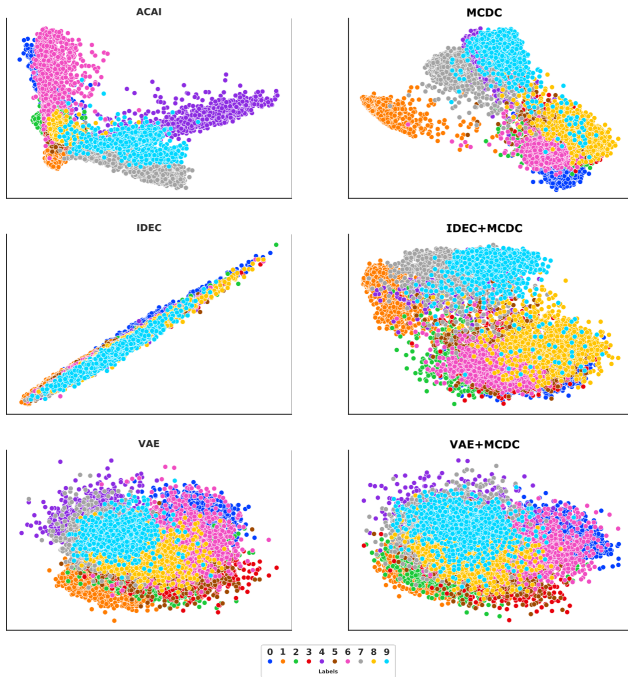 ACAI
MCDC
IDEC
IDEC+MCDC
VAE
VAE+MCDC
0 1 2 3 4 5 6 7 8 9
Labels